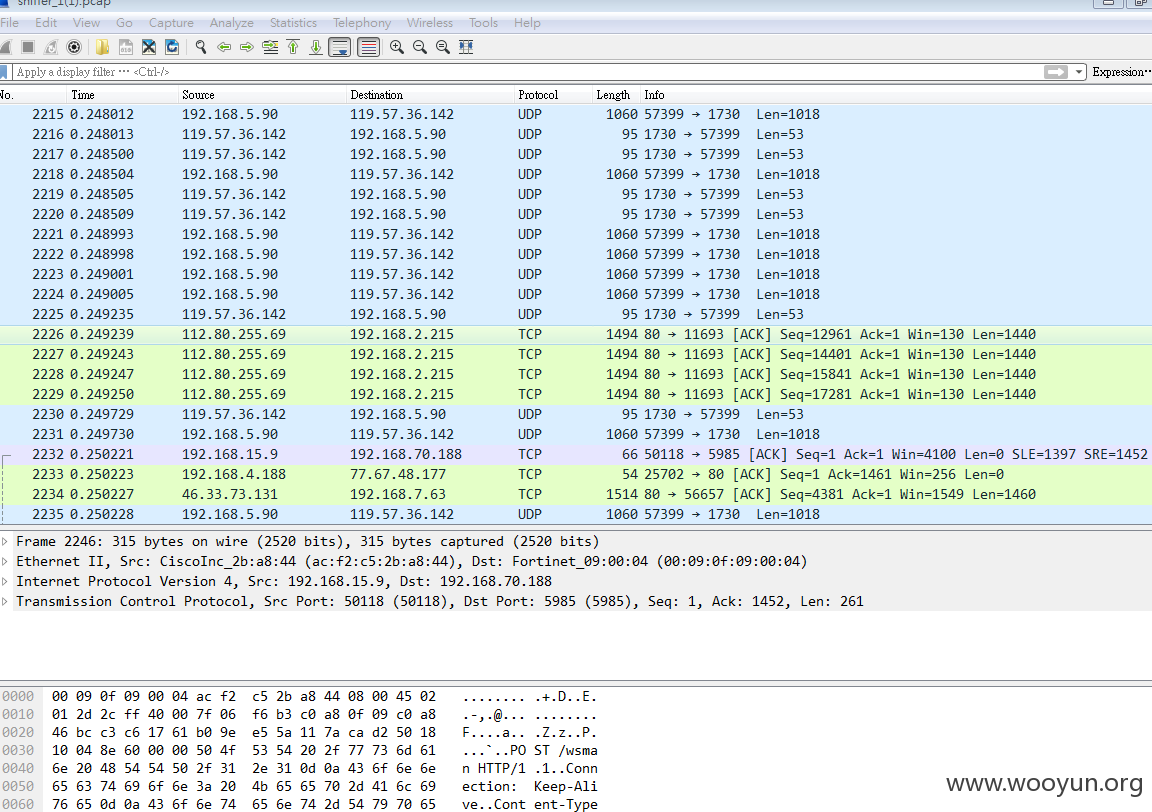 sniffer_1(1).pcap
File Edit View Go Capture Analyze Statistics Telephony Wireless Tools Help
Apply a display filter ··· <Ctrl-/> Expression···
No. Time Source Destination Protocol Length Info
2215 0.248012 192.168.5.90 119.57.36.142 UDP 1060 57399 → 1730 Len=1018
2216 0.248013 119.57.36.142 192.168.5.90 UDP 95 1730 → 57399 Len=53
2217 0.248500 119.57.36.142 192.168.5.90 UDP 95 1730 → 57399 Len=53
2218 0.248504 192.168.5.90 119.57.36.142 UDP 1060 57399 → 1730 Len=1018
2219 0.248505 119.57.36.142 192.168.5.90 UDP 95 1730 → 57399 Len=53
2220 0.248509 119.57.36.142 192.168.5.90 UDP 95 1730 → 57399 Len=53
2221 0.248993 192.168.5.90 119.57.36.142 UDP 1060 57399 → 1730 Len=1018
2222 0.248998 192.168.5.90 119.57.36.142 UDP 1060 57399 → 1730 Len=1018
2223 0.249001 192.168.5.90 119.57.36.142 UDP 1060 57399 → 1730 Len=1018
2224 0.249005 192.168.5.90 119.57.36.142 UDP 1060 57399 → 1730 Len=1018
2225 0.249235 119.57.36.142 192.168.5.90 UDP 95 1730 → 57399 Len=53
2226 0.249239 112.80.255.69 192.168.2.215 TCP 1494 80 → 11693 [ACK] Seq=12961 Ack=1 Win=130 Len=1440
2227 0.249243 112.80.255.69 192.168.2.215 TCP 1494 80 → 11693 [ACK] Seq=14401 Ack=1 Win=130 Len=1440
2228 0.249247 112.80.255.69 192.168.2.215 TCP 1494 80 → 11693 [ACK] Seq=15841 Ack=1 Win=130 Len=1440
2229 0.249250 112.80.255.69 192.168.2.215 TCP 1494 80 → 11693 [ACK] Seq=17281 Ack=1 Win=130 Len=1440
2230 0.249729 119.57.36.142 192.168.5.90 UDP 95 1730 → 57399 Len=53
2231 0.249730 192.168.5.90 119.57.36.142 UDP 1060 57399 → 1730 Len=1018
2232 0.250221 192.168.15.9 192.168.70.188 TCP 66 50118 → 5985 [ACK] Seq=1 Ack=1 Win=4100 Len=0 SLE=1397 SRE=1452
2233 0.250223 192.168.4.188 77.67.48.177 TCP 54 25702 → 80 [ACK] Seq=1 Ack=1461 Win=256 Len=0
2234 0.250227 46.33.73.131 192.168.7.63 TCP 1514 80 → 56657 [ACK] Seq=4381 Ack=1 Win=1549 Len=1460
2235 0.250228 192.168.5.90 119.57.36.142 UDP 1060 57399 → 1730 Len=1018
Frame 2246: 315 bytes on wire (2520 bits), 315 bytes captured (2520 bits)
Ethernet II, Src: CiscoInc_2b:a8:44 (ac:f2:c5:2b:a8:44), Dst: Fortinet_09:00:04 (00:09:0f:09:00:04)
Internet Protocol Version 4, Src: 192.168.15.9, Dst: 192.168.70.188
Transmission Control Protocol, Src Port: 50118 (50118), Dst Port: 5985 (5985), Seq: 1, Ack: 1452, Len: 261
0000 00 09 0f 09 00 04 ac f2 c5 2b a8 44 08 00 45 02 ........ .+.D..E.
0010 01 2d 2c ff 40 00 7f 06 f6 b3 c0 a8 0f 09 c0 a8 .-,.@... ........
0020 46 bc c3 c6 17 61 b0 9e e5 5a 11 7a ca d2 50 18 F....a.. .Z.z..P.
0030 10 04 8e 60 00 00 50 4f 53 54 20 2f 77 73 6d 61 ...`..PO ST /wsma
0040 6e 20 48 54 54 50 2f 31 2e 31 0d 0a 43 6f 6e 6e n HTTP/1 .1..Conn
0050 65 63 74 69 6f 6e 3a 20 4b 65 65 70 2d 41 6c 69 ection: Keep-Ali
0060 76 65 0d 0a 43 6f 6e 74 65 6e 74 2d 54 79 70 65 ve..Cont ent-Type
www.wooyun.org